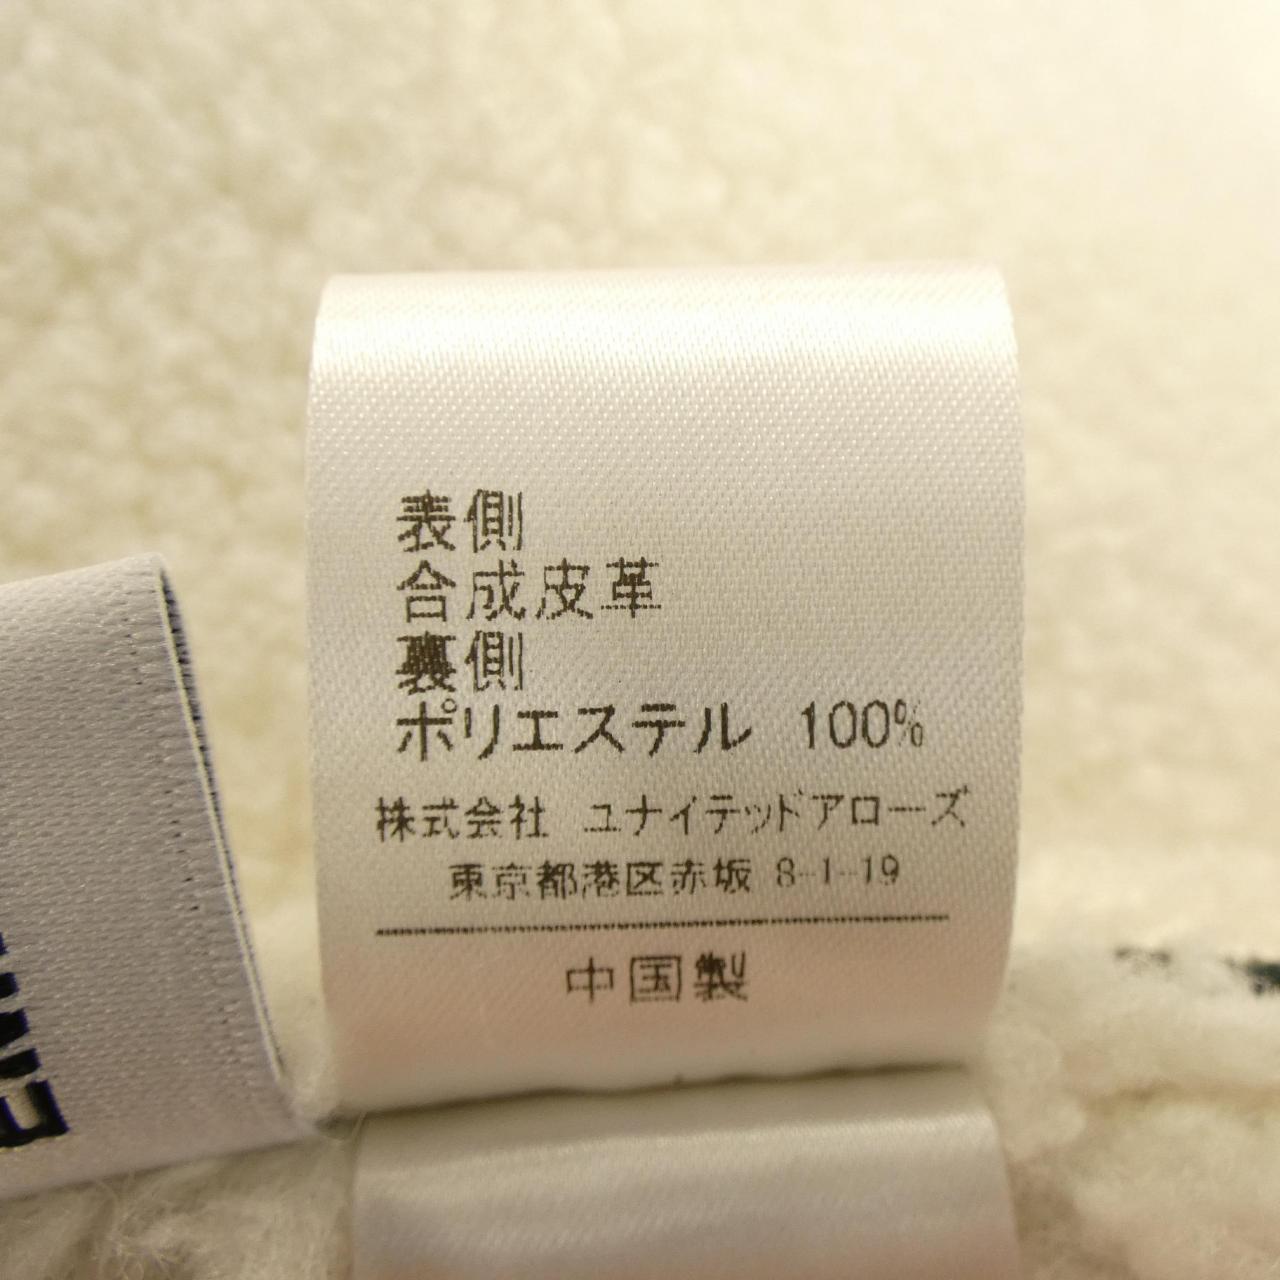 表側
合成皮革
裏側
ポリエステル 100%
株式会社 ユナイテッドアローズ
東京都港区赤坂 8-1-19
中国製